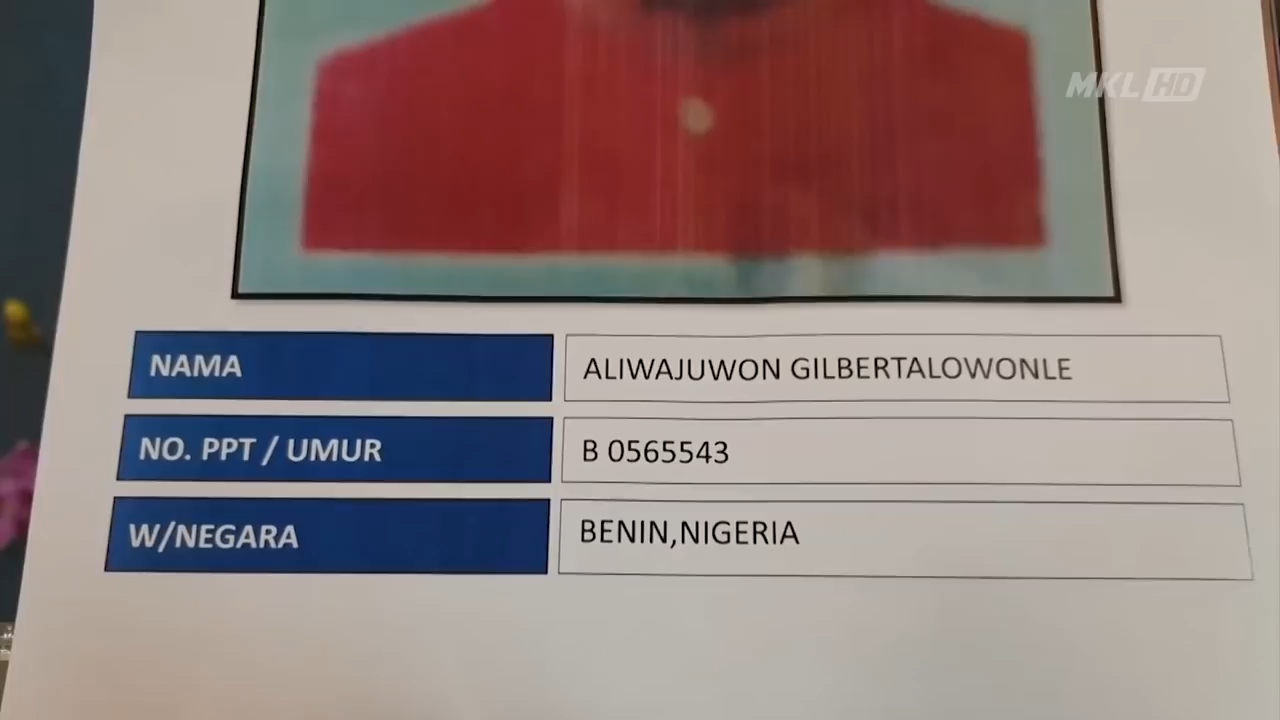 MKL HD
NAMA ALIWAJUWON GILBERTALOWONLE
NO. PPT / UMUR B 0565543
W/NEGARA BENIN,NIGERIA